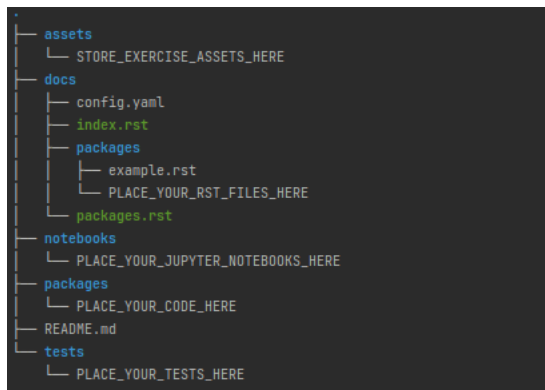 .
├── assets
│   └── STORE_EXERCISE_ASSETS_HERE
├── docs
│   ├── config.yaml
│   ├── index.rst
│   ├── packages
│   │   ├── example.rst
│   │   └── PLACE_YOUR_RST_FILES_HERE
│   └── packages.rst
├── notebooks
│   └── PLACE_YOUR_JUPYTER_NOTEBOOKS_HERE
├── packages
│   └── PLACE_YOUR_CODE_HERE
├── README.md
└── tests
    └── PLACE_YOUR_TESTS_HERE